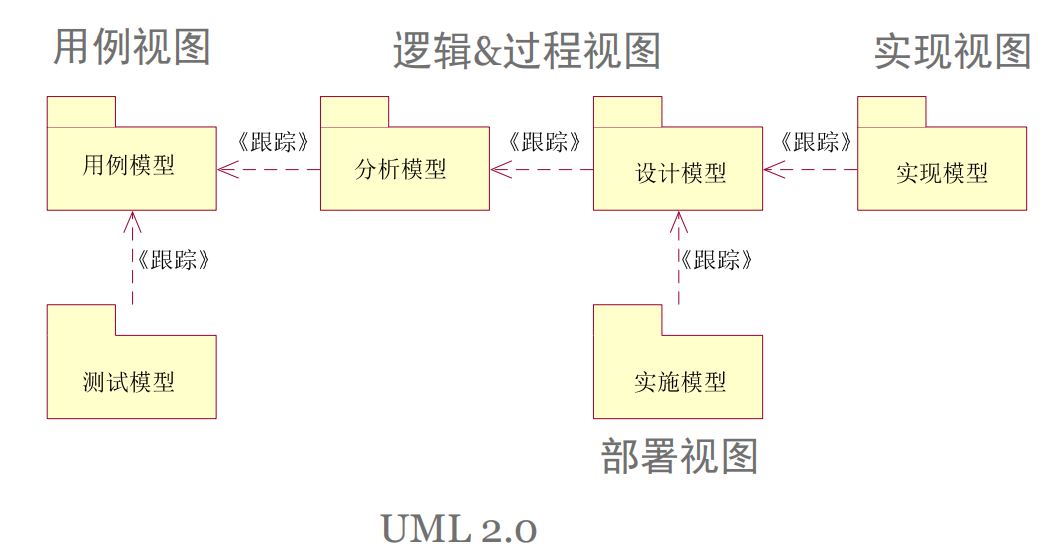 用例视图
逻辑&过程视图
实现视图
《跟踪》
《跟踪》
《跟踪》
用例模型
分析模型
设计模型
实现模型
《跟踪》
《跟踪》
测试模型
实施模型
部署视图
UML 2.0